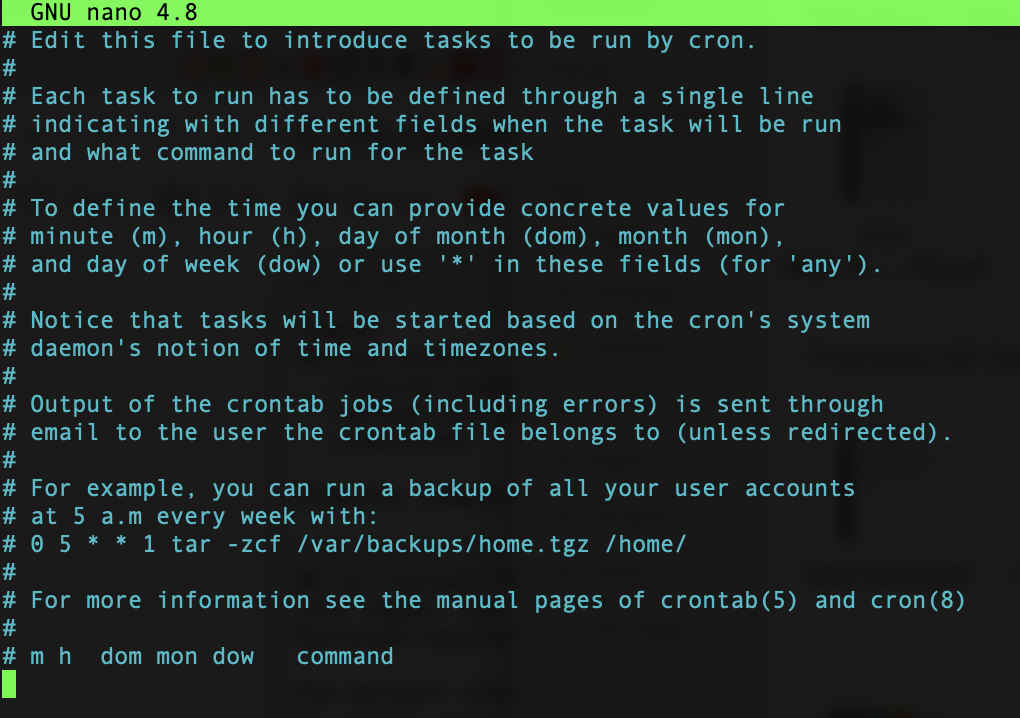 GNU nano 4.8
# Edit this file to introduce tasks to be run by cron.
#
# Each task to run has to be defined through a single line
# indicating with different fields when the task will be run
# and what command to run for the task
#
# To define the time you can provide concrete values for
# minute (m), hour (h), day of month (dom), month (mon),
# and day of week (dow) or use '*' in these fields (for 'any').
#
# Notice that tasks will be started based on the cron's system
# daemon's notion of time and timezones.
#
# Output of the crontab jobs (including errors) is sent through
# email to the user the crontab file belongs to (unless redirected).
#
# For example, you can run a backup of all your user accounts
# at 5 a.m every week with:
# 0 5 * * 1 tar -zcf /var/backups/home.tgz /home/
#
# For more information see the manual pages of crontab(5) and cron(8)
#
# m h  dom mon dow   command